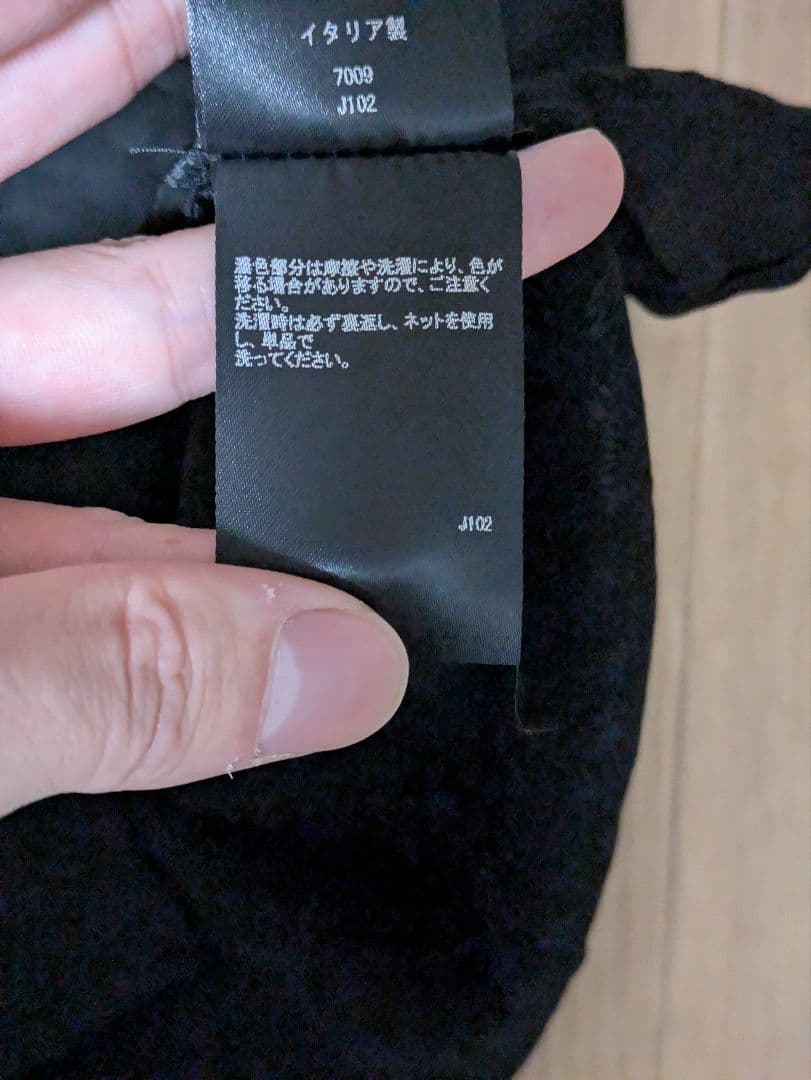 イタリア製
7009
J102
濃色部分は摩擦や洗濯により、色が
移る場合がありますので、ご注意く
ださい。
洗濯時は必ず裏返し、ネットを使用
し、単品で
洗ってください。
J102